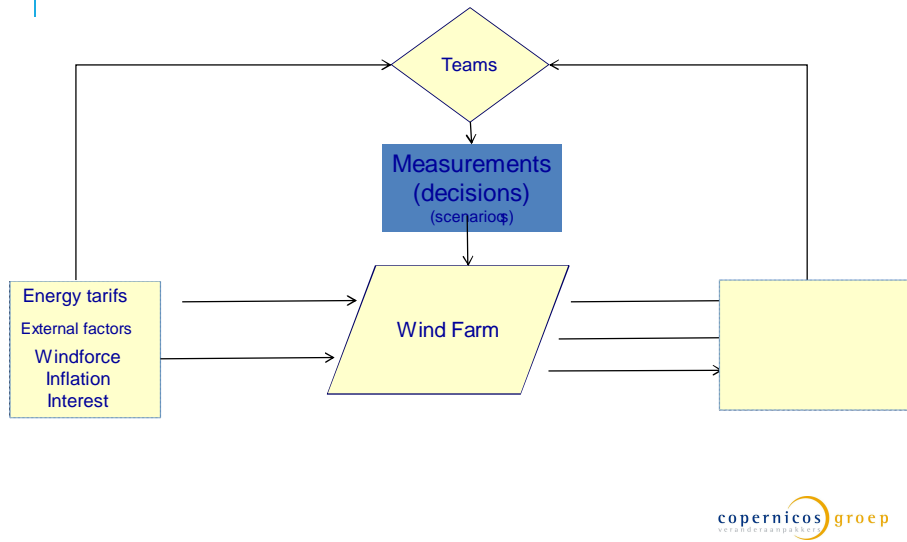 Teams
Measurements
(decisions)
(scenarios)
Energy tarifs
External factors
Windforce
Inflation
Interest
Wind Farm
copernicos groep
veranderaanpakkers